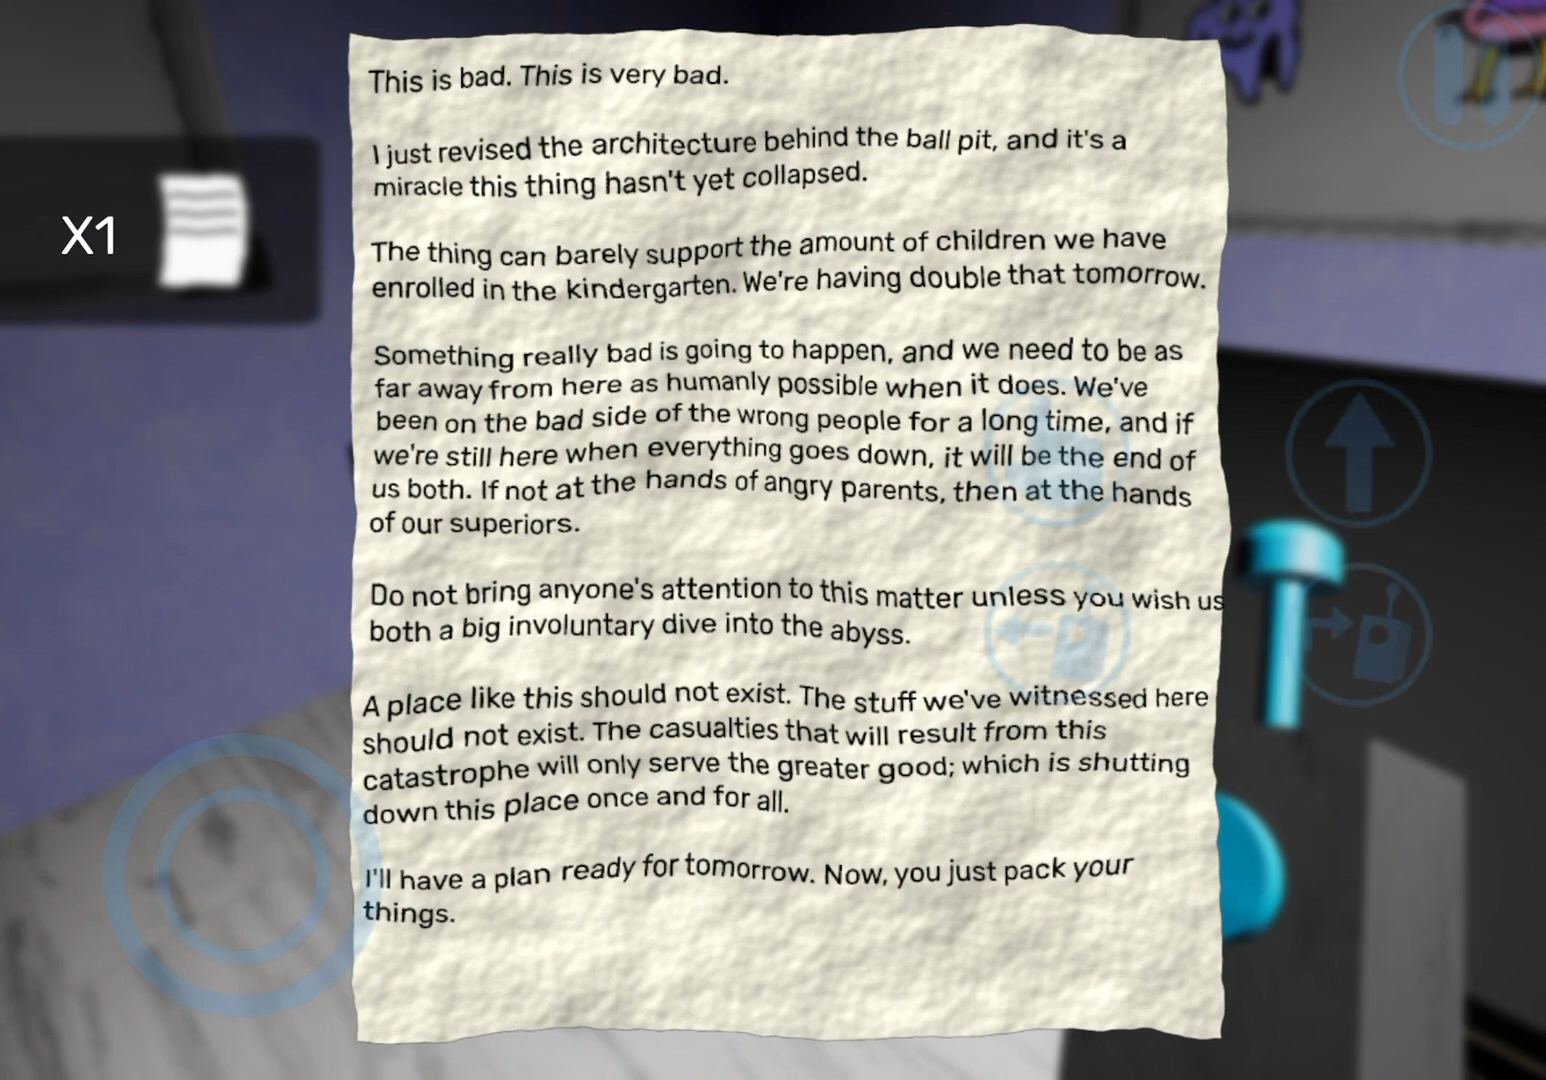 X1
This is bad. This is very bad.
I just revised the architecture behind the ball pit, and it's a
miracle this thing hasn't yet collapsed.
The thing can barely support the amount of children we have
enrolled in the kindergarten. We're having double that tomorrow.
Something really bad is going to happen, and we need to be as
far away from here as humanly possible when it does. We've
been on the bad side of the wrong people for a long time, and if
we're still here when everything goes down, it will be the end of
us both. If not at the hands of angry parents, then at the hands
of our superiors.
Do not bring anyone's attention to this matter unless you wish us
both a big involuntary dive into the abyss.
A place like this should not exist. The stuff we've witnessed here
should not exist. The casualties that will result from this
catastrophe will only serve the greater good; which is shutting
down this place once and for all.
I'll have a plan ready for tomorrow. Now, you just pack your
things.